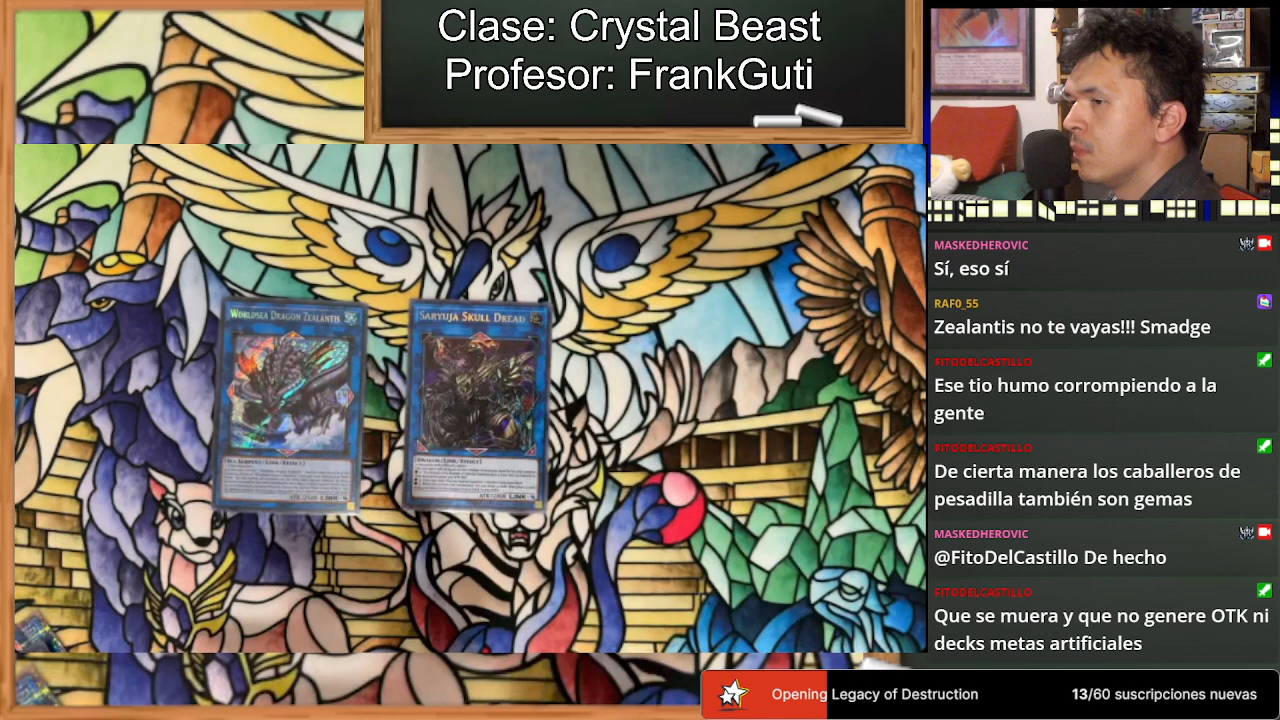 Clase: Crystal Beast
Profesor: FrankGuti
WORLDSEA DRAGON ZEALANTIS
SARYUJA SKULL DREAD
MASKEDHEROVIC
Sí, eso sí
RAF0_55
Zealantis no te vayas!!! Smadge
FITODELCASTILLO
Ese tio humo corrompiendo a la
gente
FITODELCASTILLO
De cierta manera los caballeros de
pesadilla también son gemas
MASKEDHEROVIC
@FitoDelCastillo De hecho
FITODELCASTILLO
Que se muera y que no genere OTK ni
decks metas artificiales
Opening Legacy of Destruction
13/60 suscripciones nuevas